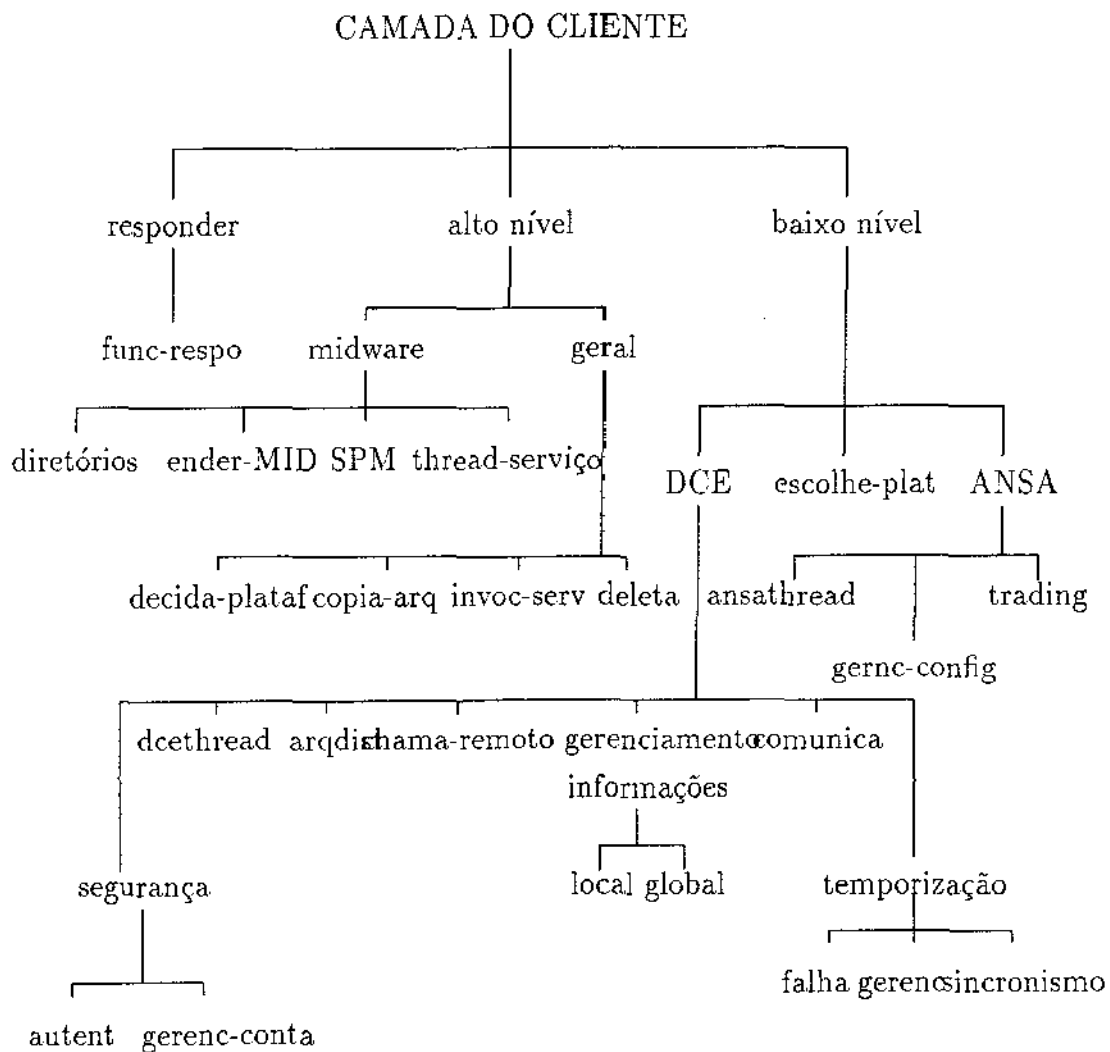 CAMADA DO CLIENTE
responder alto nível baixo nível
func-respo midware geral
diretórios ender-MID SPM thread-serviço
DCE escolhe-plat ANSA
decida-plataf copia-arq invoc-serv deleta ansathread trading
gernc-config
dcethread arqdist chama-remoto gerenciamento comunica
informações
local global
segurança temporização
falha gerenc sincronismo
autent gerenc-conta